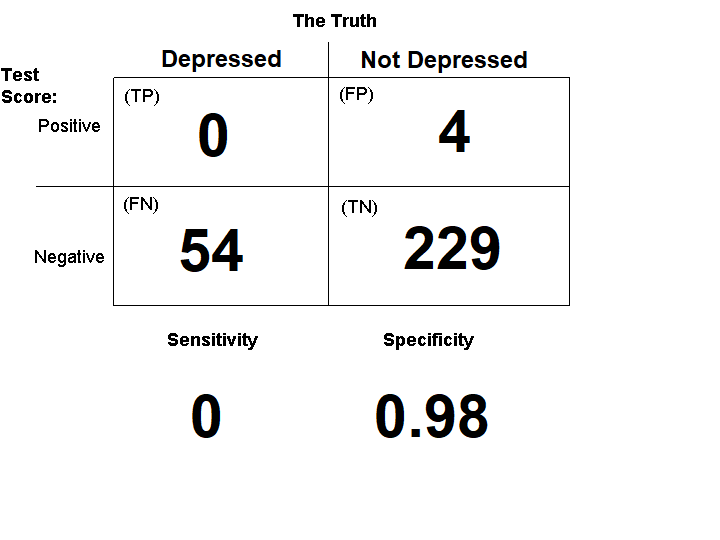 The Truth
Depressed Not Depressed
Test
Score:
(TP) (FP)
Positive 0 4
(FN) (TN)
Negative 54 229
Sensitivity Specificity
0 0.98